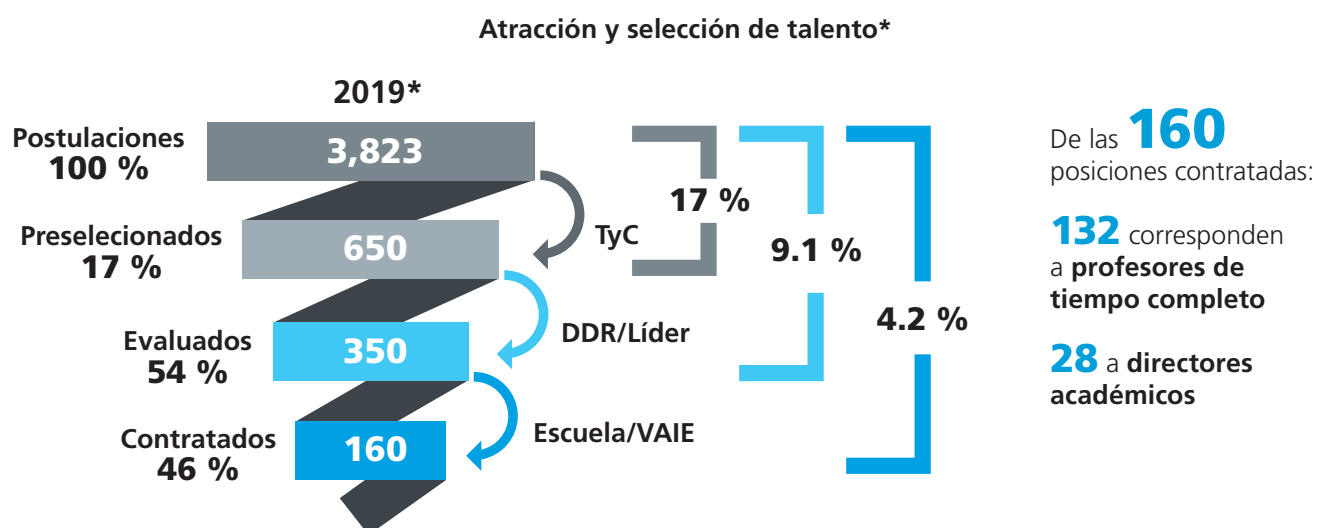 Atracción y selección de talento*
2019*
Postulaciones
100 %
3,823
Preselecionados
17 %
650
TyC
Evaluados
54 %
350
DDR/Líder
Contratados
46 %
160
Escuela/VAIE
17 %
9.1 %
4.2 %
De las 160
posiciones contratadas:
132 corresponden
a profesores de
tiempo completo
28 a directores
académicos